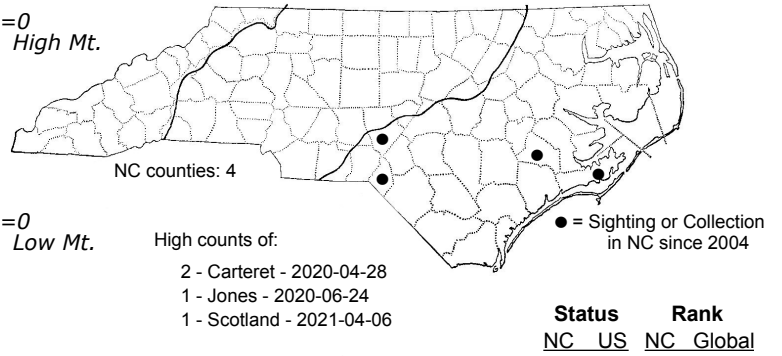 =0
High Mt.
NC counties: 4
=0
Low Mt.
● = Sighting or Collection
in NC since 2004
High counts of:
2 - Carteret - 2020-04-28
1 - Jones - 2020-06-24
1 - Scotland - 2021-04-06
Status Rank
NC US NC Global